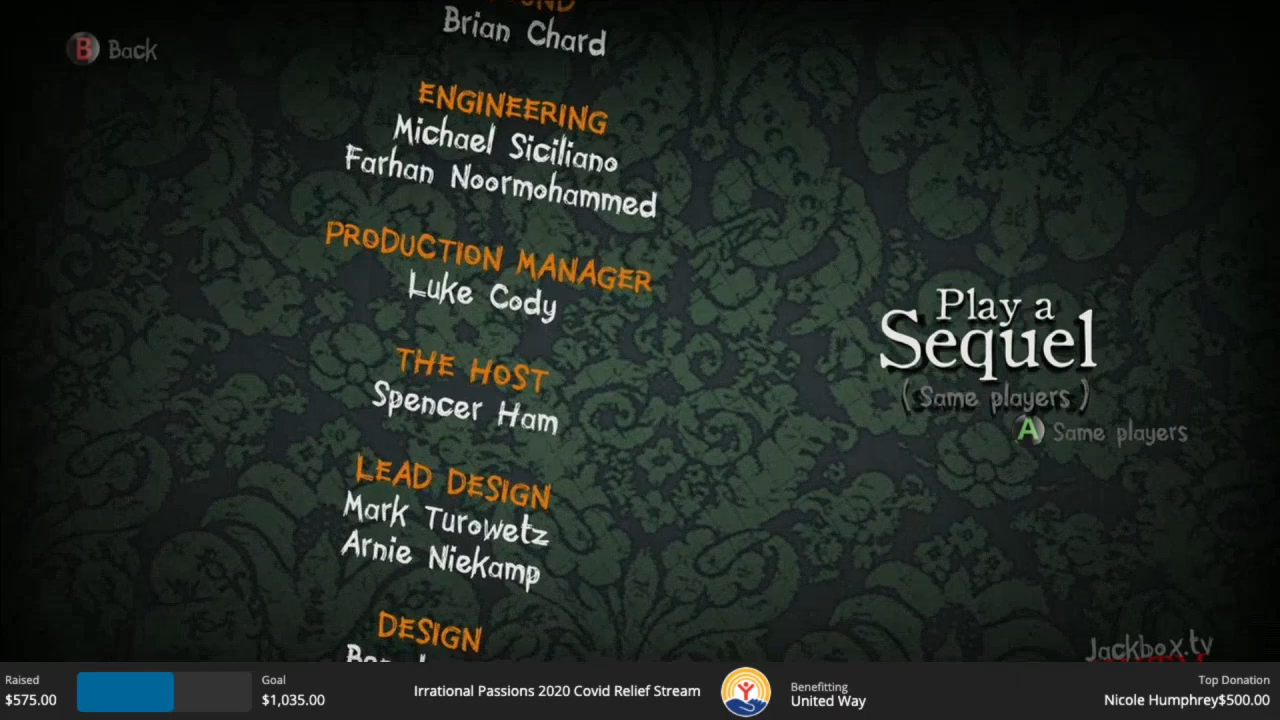 Brian Chard
B Back
ENGINEERING
Michael Siciliano
Farhan Noormohammed
PRODUCTION MANAGER
Luke Cody
THE HOST
Spencer Ham
LEAD DESIGN
Mark Turowetz
Arnie Niekamp
DESIGN
Play a
Sequel
( Same players )
A Same players
Jackbox.tv
Raised
$575.00
Goal
$1,035.00
Irrational Passions 2020 Covid Relief Stream
Benefitting
United Way
Top Donation
Nicole Humphrey$500.00